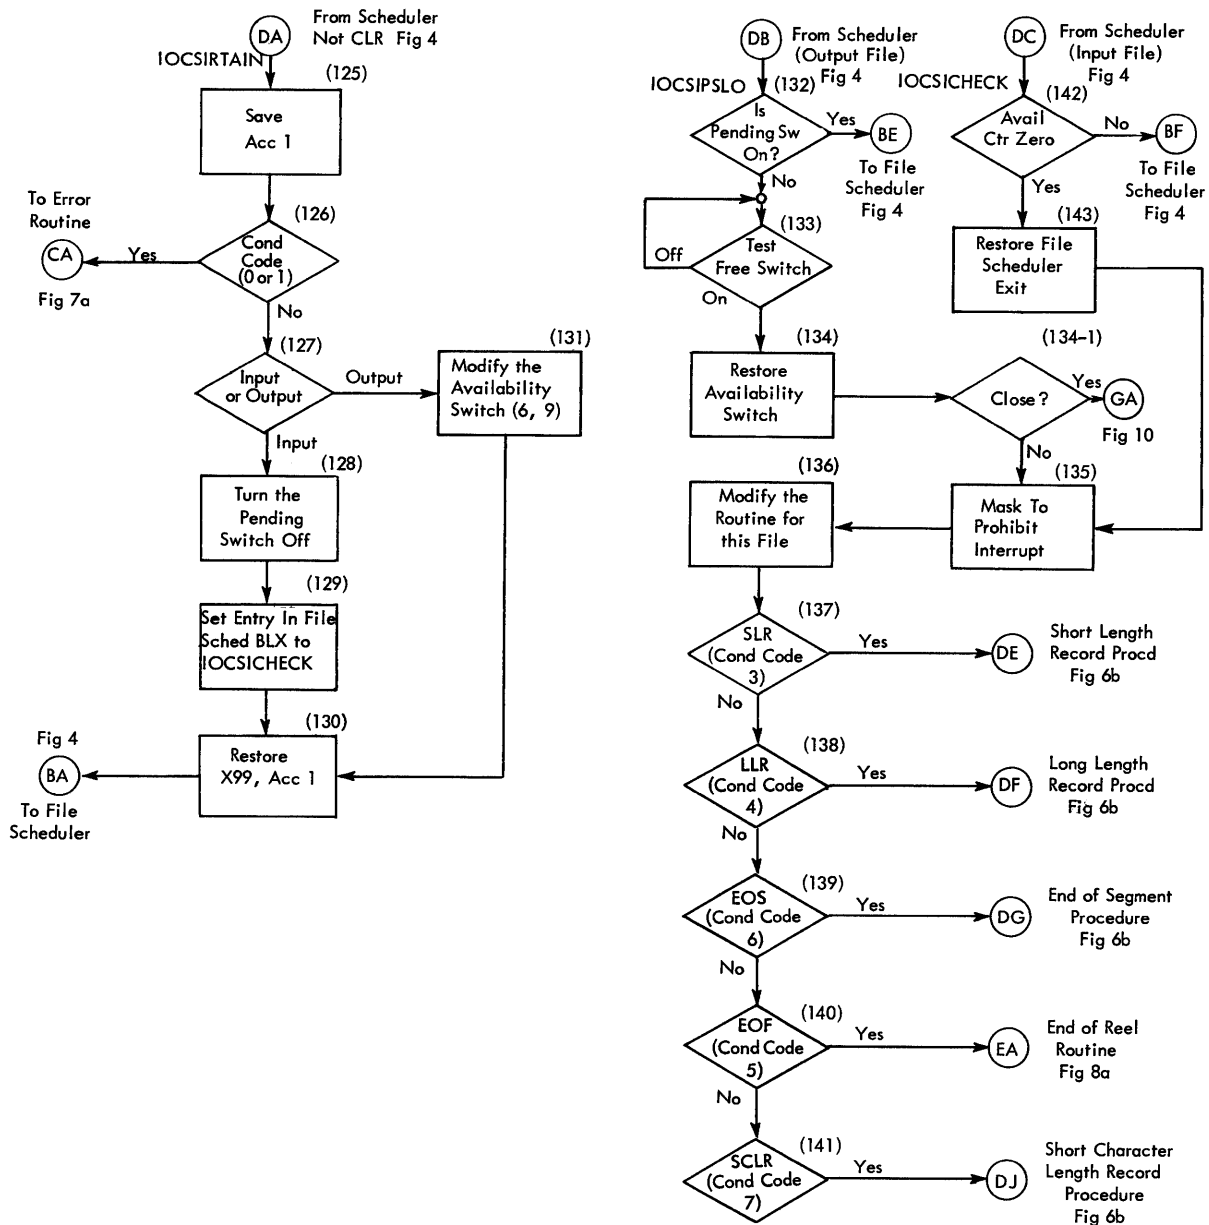 DA
From Scheduler
Not CLR Fig 4
IOCSIRTAIN
(125)
Save
Acc 1
(126)
To Error
Routine
CA
Fig 7a
Yes
Cond
Code
(0 or 1)
No
(127)
Input
or Output
Output
(131)
Modify the
Availability
Switch (6, 9)
Input
(128)
Turn the
Pending
Switch Off
(129)
Set Entry In File
Sched BLX to
IOCSICHECK
(130)
Restore
X99, Acc 1
Fig 4
BA
To File
Scheduler
DB
From Scheduler
(Output File)
Fig 4
IOCSIPSLO
(132)
Is
Pending Sw
On?
Yes
BE
To File
Scheduler
Fig 4
No
(133)
Test
Free Switch
Off
On
(134)
Restore
Availability
Switch
DC
From Scheduler
(Input File)
Fig 4
IOCSICHECK
(142)
Avail
Ctr Zero
No
BF
To File
Scheduler
Fig 4
Yes
(143)
Restore File
Scheduler
Exit
(134-1)
Close?
Yes
GA
Fig 10
No
(135)
Mask To
Prohibit
Interrupt
(136)
Modify the
Routine for
this File
(137)
SLR
(Cond Code
3)
Yes
DE
Short Length
Record Procd
Fig 6b
No
(138)
LLR
(Cond Code
4)
Yes
DF
Long Length
Record Procd
Fig 6b
No
(139)
EOS
(Cond Code
6)
Yes
DG
End of Segment
Procedure
Fig 6b
No
(140)
EOF
(Cond Code
5)
Yes
EA
End of Reel
Routine
Fig 8a
No
(141)
SCLR
(Cond Code
7)
Yes
DJ
Short Character
Length Record
Procedure
Fig 6b